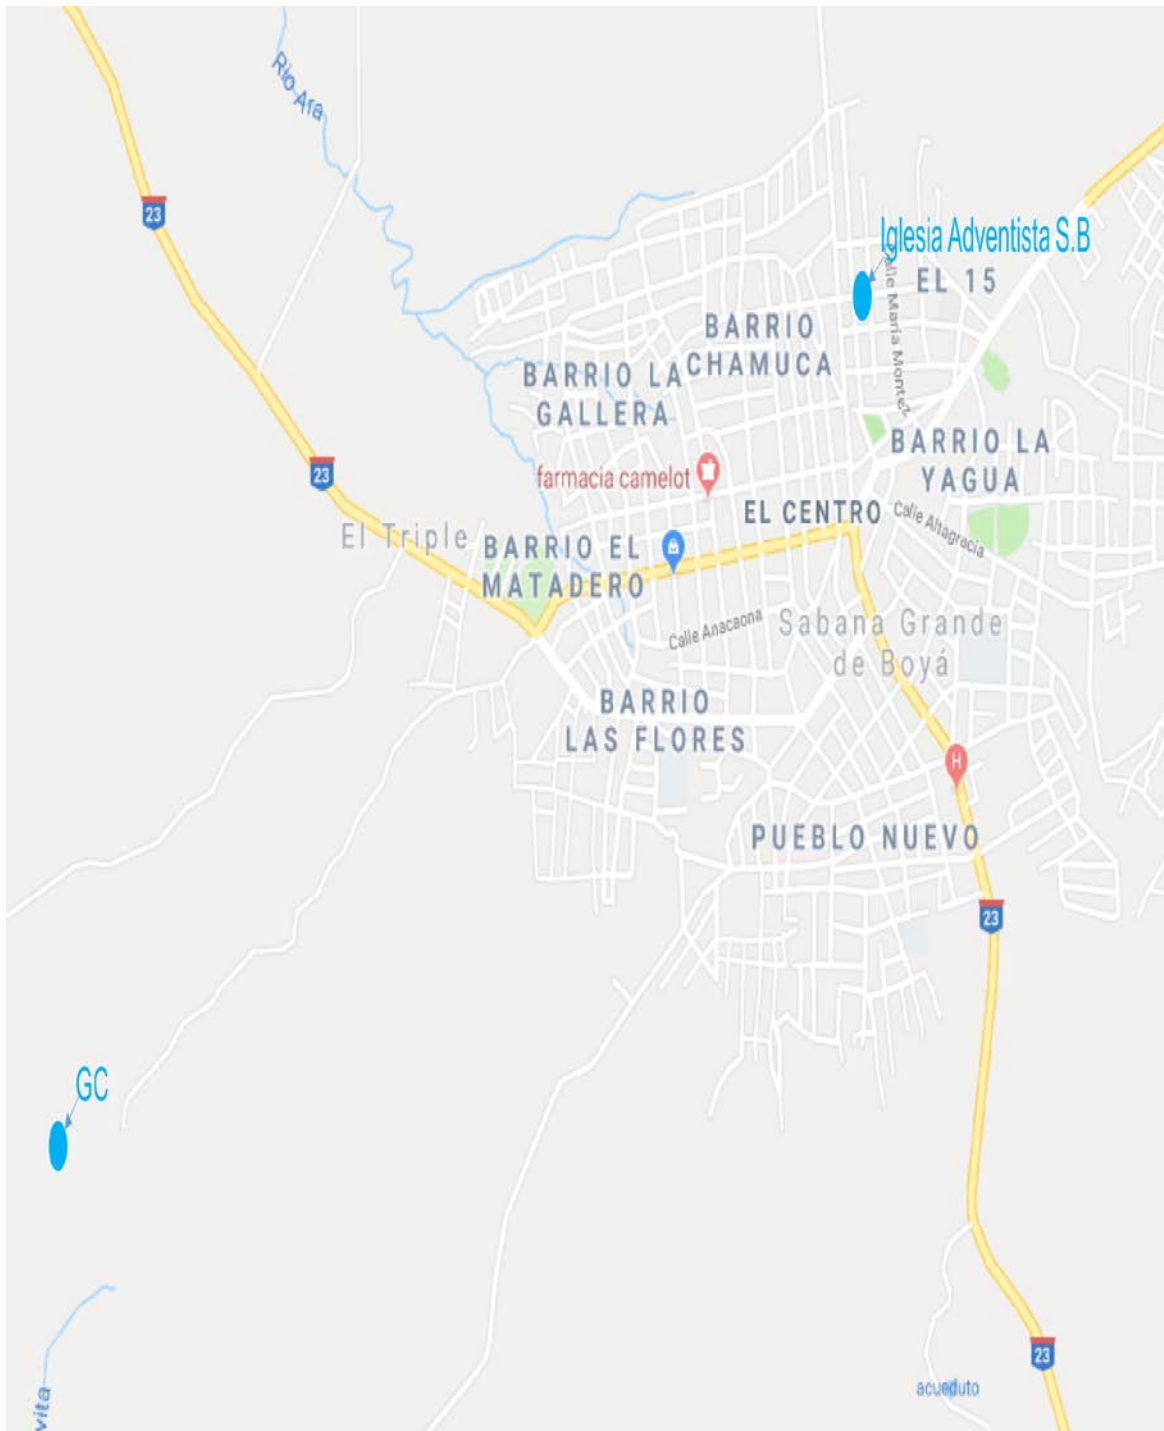 Rio Ara
23
Iglesia Adventista S.B
EL 15
Calle María Montez
BARRIO
CHAMUCA
BARRIO LA
GALLERA
BARRIO LA
YAGUA
23
farmacia camelot
EL CENTRO
Calle Altagracia
El Triple
BARRIO EL
MATADERO
Calle Anacaona
Sabana Grande
de Boyá
BARRIO
LAS FLORES
H
PUEBLO NUEVO
23
GC
23
acueduto
vita